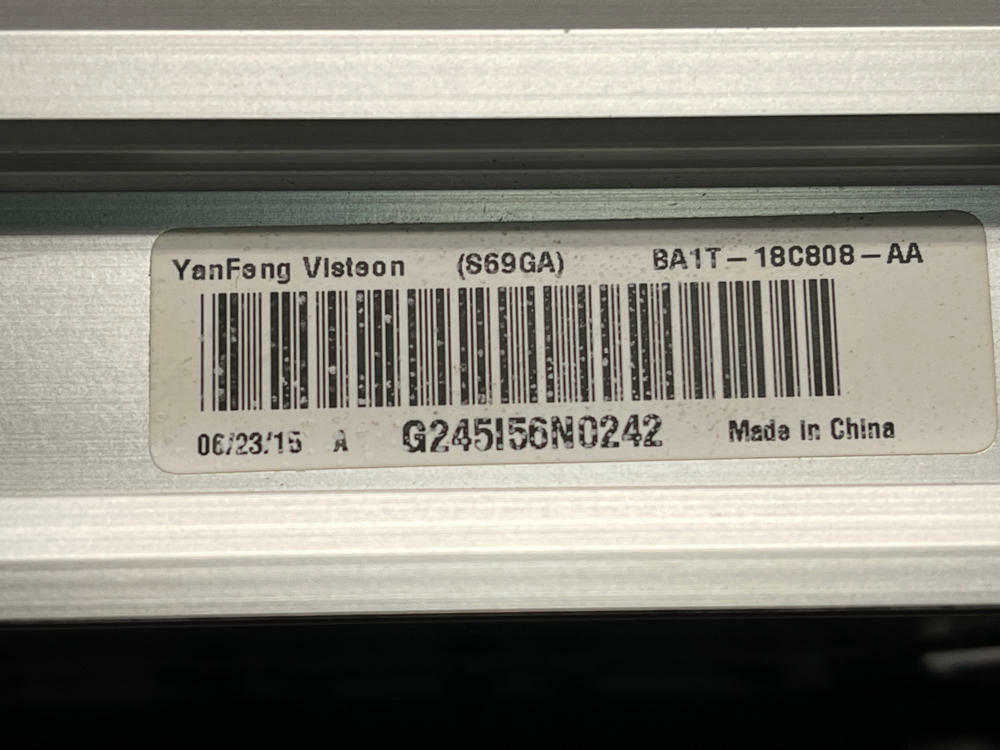 YanFeng Visteon (S69GA) BA1T-18C808-AA
06/23/15 A G245I56N0242 Made in China